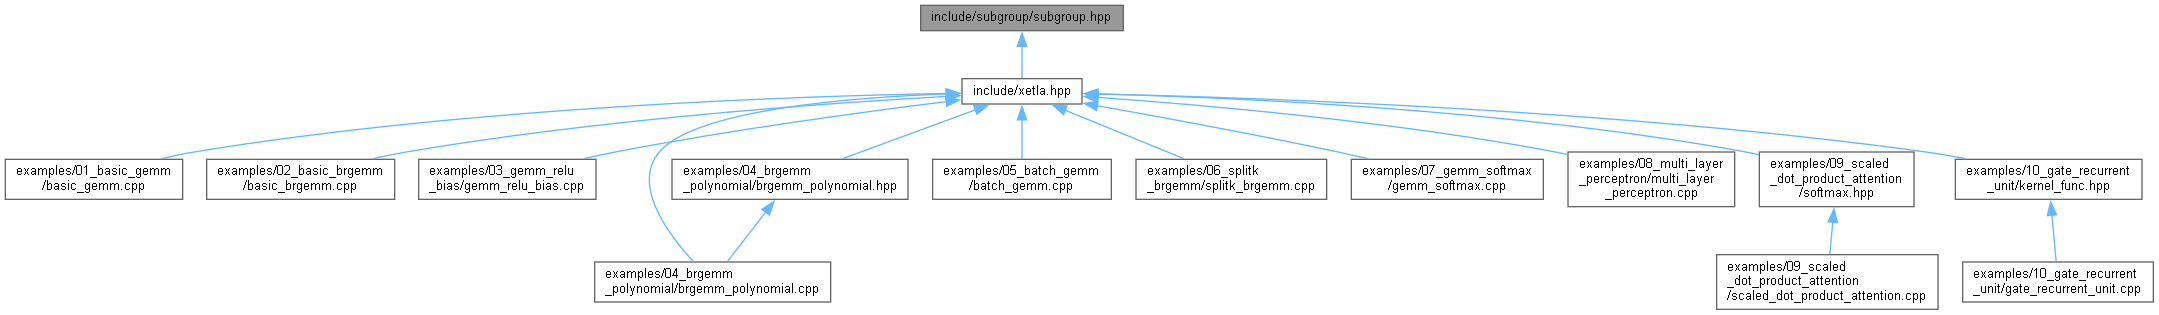 include/subgroup/subgroup.hpp
include/xetla.hpp
examples/01_basic_gemm
/basic_gemm.cpp
examples/02_basic_brgemm
/basic_brgemm.cpp
examples/03_gemm_relu
_bias/gemm_relu_bias.cpp
examples/04_brgemm
_polynomial/brgemm_polynomial.hpp
examples/05_batch_gemm
/batch_gemm.cpp
examples/06_splitk
_brgemm/splitk_brgemm.cpp
examples/07_gemm_softmax
/gemm_softmax.cpp
examples/08_multi_layer
_perceptron/multi_layer
_perceptron.cpp
examples/09_scaled
_dot_product_attention
/softmax.hpp
examples/10_gate_recurrent
_unit/kernel_func.hpp
examples/04_brgemm
_polynomial/brgemm_polynomial.cpp
examples/09_scaled
_dot_product_attention
/scaled_dot_product_attention.cpp
examples/10_gate_recurrent
_unit/gate_recurrent_unit.cpp